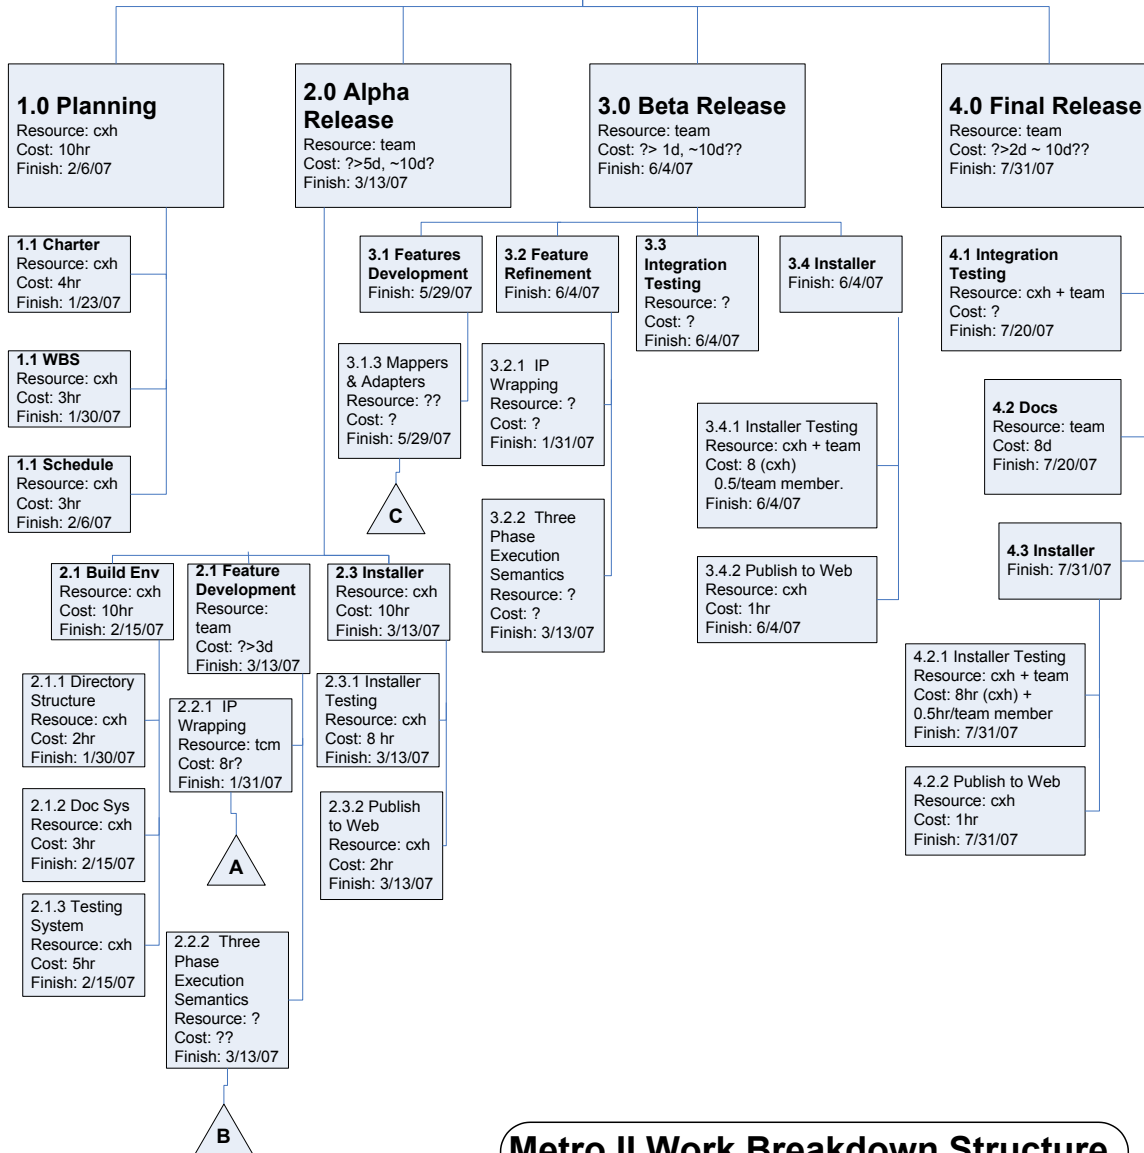 1.0 Planning
Resource: cxh
Cost: 10hr
Finish: 2/6/07
2.0 Alpha
Release
Resource: team
Cost: ?>5d, ~10d?
Finish: 3/13/07
3.0 Beta Release
Resource: team
Cost: ?> 1d, ~10d??
Finish: 6/4/07
4.0 Final Release
Resource: team
Cost: ?>2d ~ 10d??
Finish: 7/31/07
1.1 Charter
Resource: cxh
Cost: 4hr
Finish: 1/23/07
1.1 WBS
Resource: cxh
Cost: 3hr
Finish: 1/30/07
1.1 Schedule
Resource: cxh
Cost: 3hr
Finish: 2/6/07
3.1 Features
Development
Finish: 5/29/07
3.2 Feature
Refinement
Finish: 6/4/07
3.3
Integration
Testing
Resource: ?
Cost: ?
Finish: 6/4/07
3.4 Installer
Finish: 6/4/07
4.1 Integration
Testing
Resource: cxh + team
Cost: ?
Finish: 7/20/07
3.1.3 Mappers
& Adapters
Resource: ??
Cost: ?
Finish: 5/29/07
C
3.2.1 IP
Wrapping
Resource: ?
Cost: ?
Finish: 1/31/07
3.2.2 Three
Phase
Execution
Semantics
Resource: ?
Cost: ?
Finish: 3/13/07
3.4.1 Installer Testing
Resource: cxh + team
Cost: 8 (cxh)
0.5/team member.
Finish: 6/4/07
3.4.2 Publish to Web
Resource: cxh
Cost: 1hr
Finish: 6/4/07
4.2 Docs
Resource: team
Cost: 8d
Finish: 7/20/07
4.3 Installer
Finish: 7/31/07
4.2.1 Installer Testing
Resource: cxh + team
Cost: 8hr (cxh) +
0.5hr/team member
Finish: 7/31/07
4.2.2 Publish to Web
Resource: cxh
Cost: 1hr
Finish: 7/31/07
2.1 Build Env
Resource: cxh
Cost: 10hr
Finish: 2/15/07
2.1 Feature
Development
Resource:
team
Cost: ?>3d
Finish: 3/13/07
2.3 Installer
Resource: cxh
Cost: 10hr
Finish: 3/13/07
2.1.1 Directory
Structure
Resouce: cxh
Cost: 2hr
Finish: 1/30/07
2.1.2 Doc Sys
Resource: cxh
Cost: 3hr
Finish: 2/15/07
2.1.3 Testing
System
Resource: cxh
Cost: 5hr
Finish: 2/15/07
2.2.1 IP
Wrapping
Resource: tcm
Cost: 8r?
Finish: 1/31/07
A
2.2.2 Three
Phase
Execution
Semantics
Resource: ?
Cost: ??
Finish: 3/13/07
B
2.3.1 Installer
Testing
Resource: cxh
Cost: 8 hr
Finish: 3/13/07
2.3.2 Publish
to Web
Resource: cxh
Cost: 2hr
Finish: 3/13/07
Metro II Work Breakdown Structure